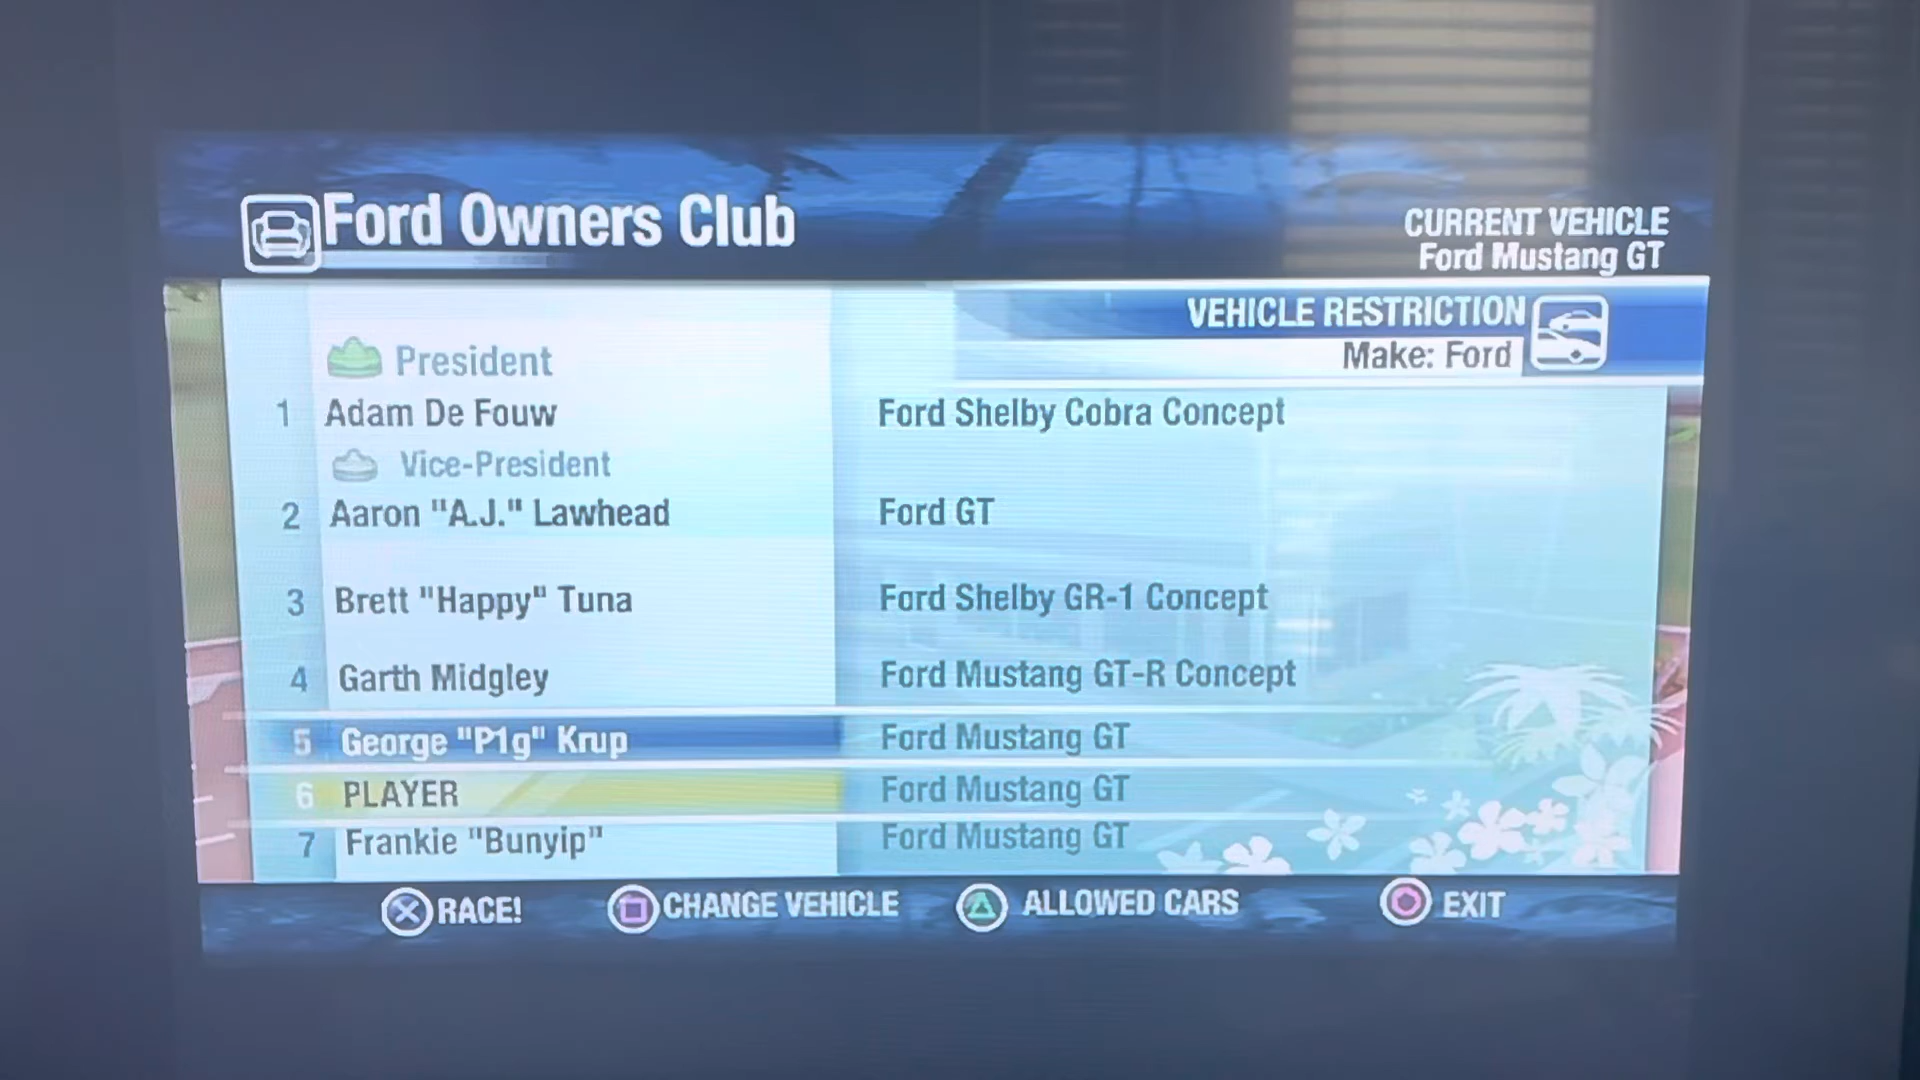 Ford Owners Club
CURRENT VEHICLE
Ford Mustang GT
VEHICLE RESTRICTION
Make: Ford
President
1 Adam De Fouw Ford Shelby Cobra Concept
Vice-President
2 Aaron "A.J." Lawhead Ford GT
3 Brett "Happy" Tuna Ford Shelby GR-1 Concept
4 Garth Midgley Ford Mustang GT-R Concept
5 George "P1g" Krup Ford Mustang GT
6 PLAYER Ford Mustang GT
7 Frankie "Bunyip" Ford Mustang GT
RACE! CHANGE VEHICLE ALLOWED CARS EXIT